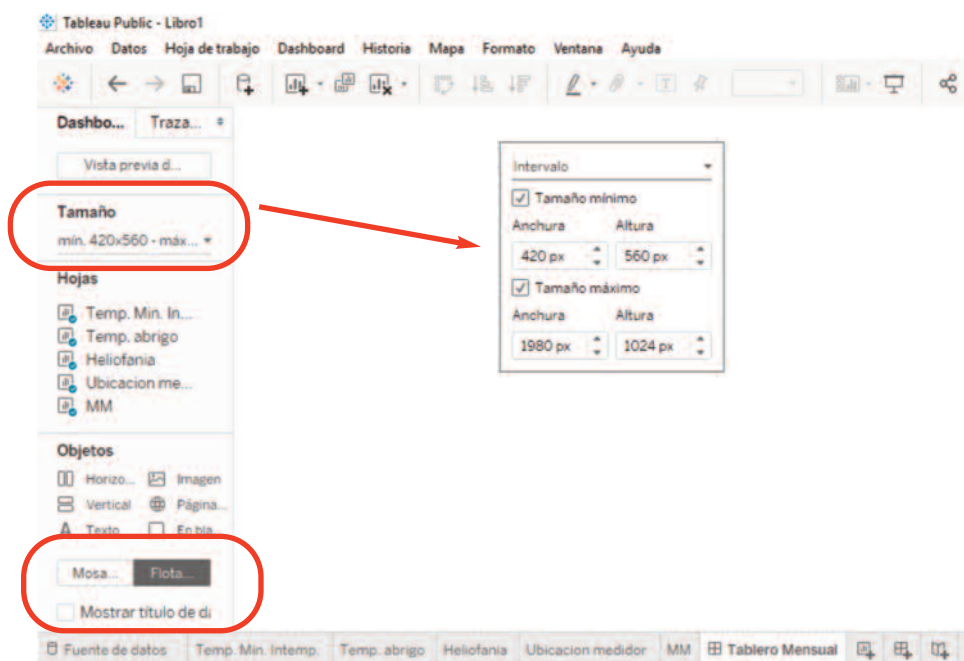 Tableau Public - Libro1
Archivo Datos Hoja de trabajo Dashboard Historia Mapa Formato Ventana Ayuda
Dashbo... Traza...
Vista previa d...
Tamaño
mín. 420x560 - máx...
Hojas
Temp. Min. In...
Temp. abrigo
Heliofania
Ubicacion me...
MM
Objetos
Horizo... Imagen
Vertical Página...
A Texto En bla
Mosa... Flota...
Mostrar título de da
Intervalo
Tamaño mínimo
Anchura Altura
420 px 560 px
Tamaño máximo
Anchura Altura
1980 px 1024 px
Fuente de datos Temp. Min. Intemp. Temp. abrigo Heliofania Ubicacion medidor MM Tablero Mensual